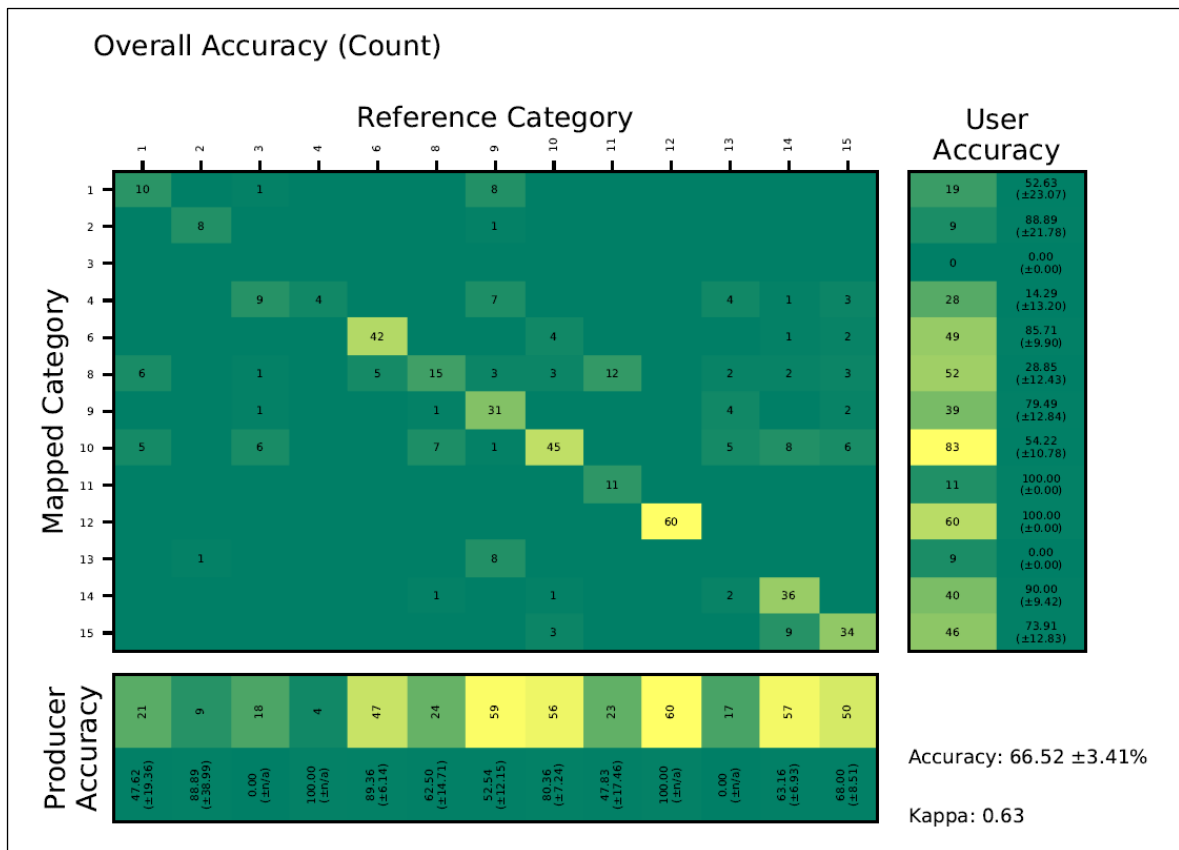 Overall Accuracy (Count)
Reference Category
User
Accuracy
1 2 3 4 6 8 9 10 11 12 13 14 15
1 10 1 8 19 52.63 (±23.07)
2 8 1 9 88.89 (±21.78)
3 0 0.00 (±0.00)
4 9 4 7 4 1 3 28 14.29 (±13.20)
6 42 4 1 2 49 85.71 (±9.90)
8 6 1 5 15 3 3 12 2 2 3 52 28.85 (±12.43)
9 1 1 31 4 2 39 79.49 (±12.84)
10 5 6 7 1 45 5 8 6 83 54.22 (±10.78)
11 11 11 100.00 (±0.00)
12 60 60 100.00 (±0.00)
13 1 8 9 0.00 (±0.00)
14 1 1 2 36 40 90.00 (±9.42)
15 3 9 34 46 73.91 (±12.83)
Mapped Category
Producer
Accuracy
21 9 18 4 47 24 59 56 23 60 17 57 50
47.62 88.89 0.00 100.00 89.36 62.50 52.54 80.36 47.83 100.00 0.00 63.16 68.00
(±19.36) (±38.99) (±n/a) (±n/a) (±6.14) (±14.71) (±12.15) (±7.24) (±17.46) (±n/a) (±n/a) (±6.93) (±8.51)
Accuracy: 66.52 ±3.41%
Kappa: 0.63